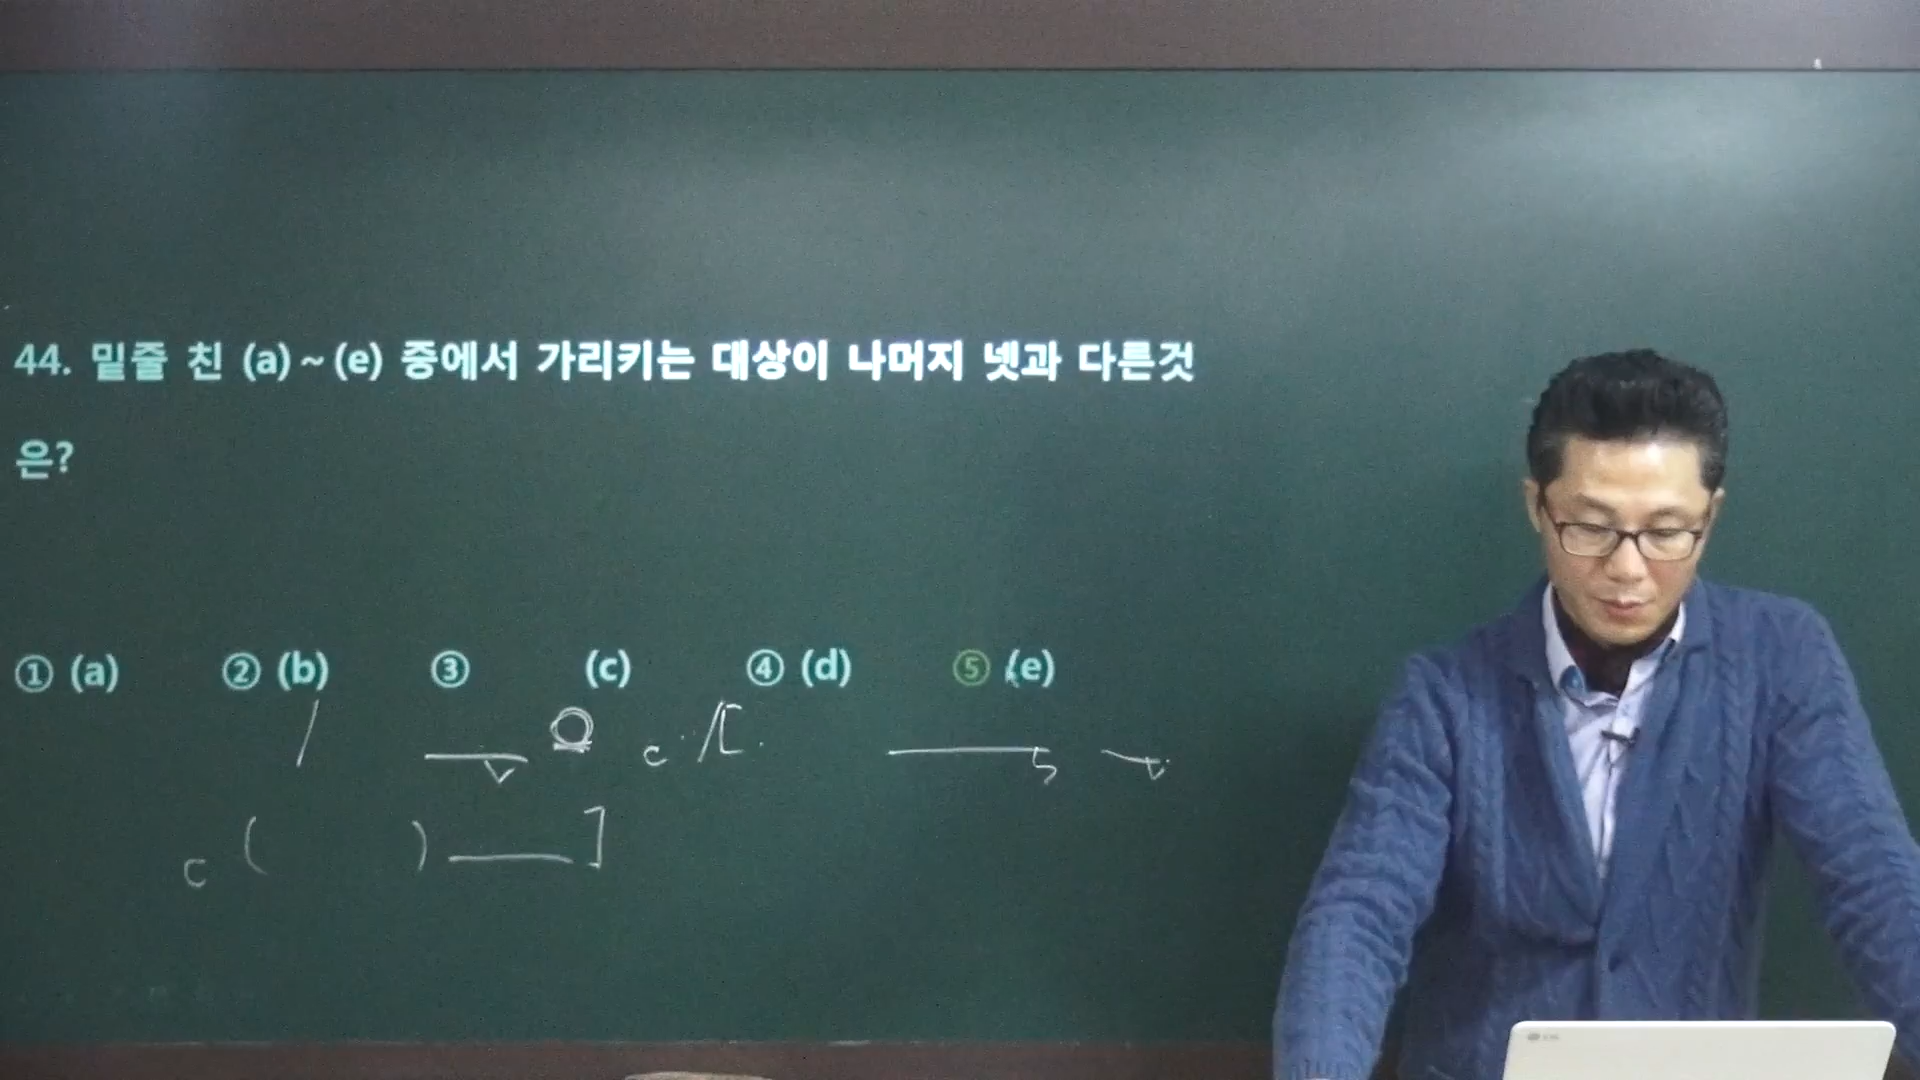 44. 밑줄 친 (a) ~ (e) 중에서 가리키는 대상이 나머지 넷과 다른것
은?
① (a) ② (b) ③ (c) ④ (d) ⑤ (e)